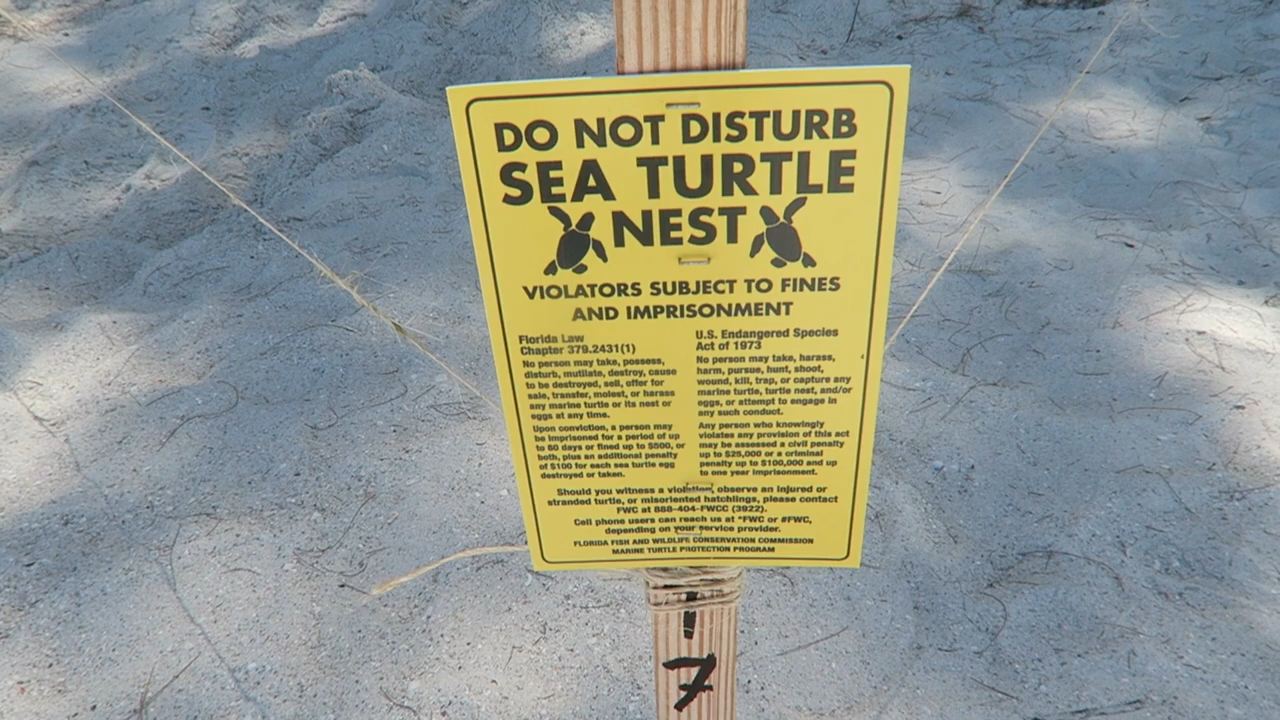 DO NOT DISTURB
SEA TURTLE
NEST
VIOLATORS SUBJECT TO FINES
AND IMPRISONMENT
Florida Law
Chapter 379.2431(1)
No person may take, possess,
disturb, mutilate, destroy, cause
to be destroyed, sell, offer for
sale, transfer, molest, or harass
any marine turtle or its nest or
eggs at any time.
Upon conviction, a person may
be imprisoned for a period of up
to 60 days or fined up to $500, or
both, plus an additional penalty
of $100 for each sea turtle egg
destroyed or taken.
U.S. Endangered Species
Act of 1973
No person may take, harass,
harm, pursue, hunt, shoot,
wound, kill, trap, or capture any
marine turtle, turtle nest, and/or
eggs, or attempt to engage in
any such conduct.
Any person who knowingly
violates any provision of this act
may be assessed a civil penalty
up to $25,000 or a criminal
penalty up to $100,000 and up
to one year imprisonment.
Should you witness a violation, observe an injured or
stranded turtle, or misoriented hatchlings, please contact
FWC at 888-404-FWCC (3922).
Cell phone users can reach us at *FWC or #FWC,
depending on your service provider.
FLORIDA FISH AND WILDLIFE CONSERVATION COMMISSION
MARINE TURTLE PROTECTION PROGRAM
7